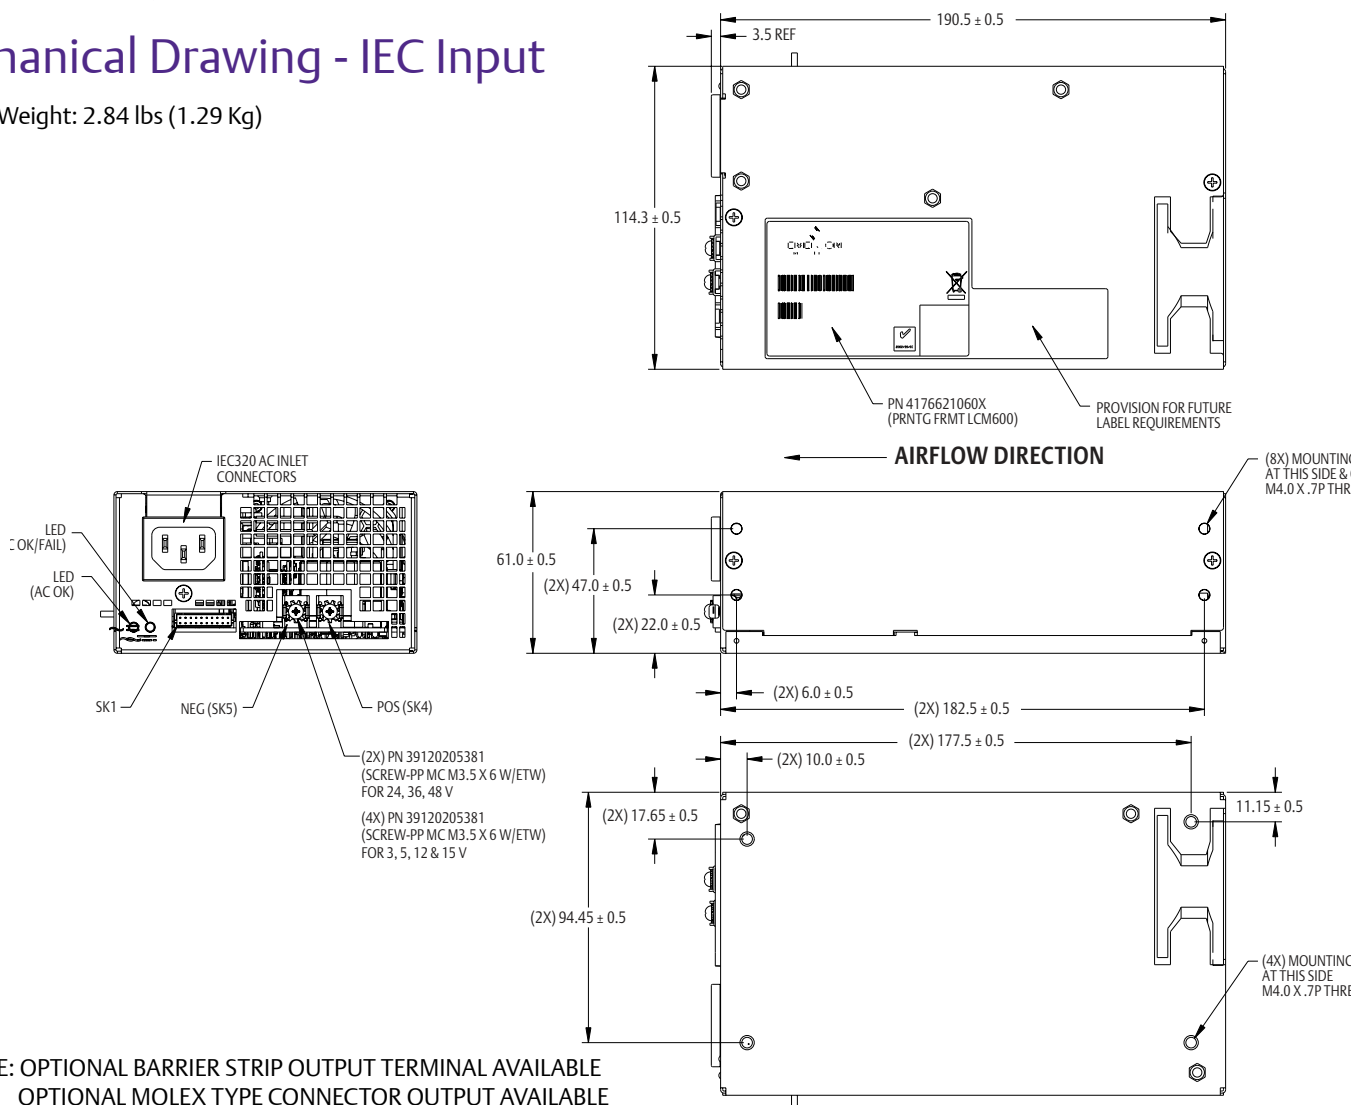 hanical Drawing - IEC Input
Weight: 2.84 lbs (1.29 Kg)
190.5 ± 0.5
3.5 REF
114.3 ± 0.5
PN 4176621060X
(PRNTG FRMT LCM600)
PROVISION FOR FUTURE
LABEL REQUIREMENTS
AIRFLOW DIRECTION
(8X) MOUNTING
AT THIS SIDE &
M4.0 X .7P THR
IEC320 AC INLET
CONNECTORS
LED
C OK/FAIL)
LED
(AC OK)
61.0 ± 0.5
(2X) 47.0 ± 0.5
(2X) 22.0 ± 0.5
(2X) 6.0 ± 0.5
(2X) 182.5 ± 0.5
SK1
NEG (SK5)
POS (SK4)
(2X) PN 39120205381
(SCREW-PP MC M3.5 X 6 W/ETW)
FOR 24, 36, 48 V
(4X) PN 39120205381
(SCREW-PP MC M3.5 X 6 W/ETW)
FOR 3, 5, 12 & 15 V
(2X) 177.5 ± 0.5
(2X) 10.0 ± 0.5
(2X) 17.65 ± 0.5
11.15 ± 0.5
(2X) 94.45 ± 0.5
(4X) MOUNTING
AT THIS SIDE
M4.0 X .7P THRE
E: OPTIONAL BARRIER STRIP OUTPUT TERMINAL AVAILABLE
OPTIONAL MOLEX TYPE CONNECTOR OUTPUT AVAILABLE